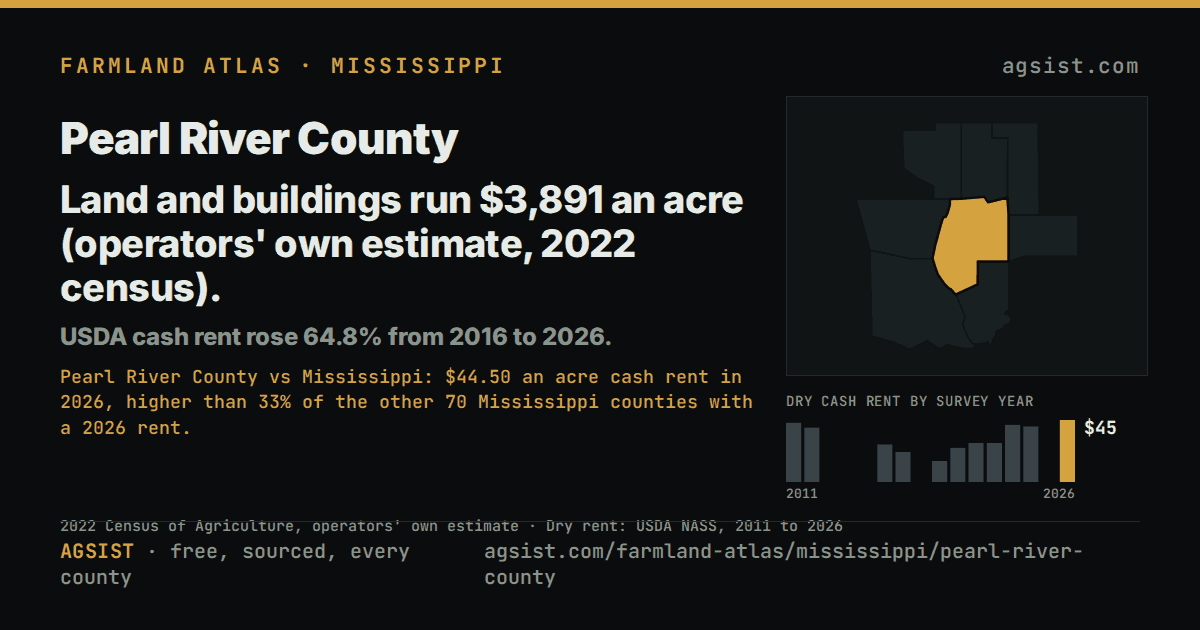 FARMLAND ATLAS · MISSISSIPPI
agsist.com
Pearl River County
Land and buildings run $3,891 an acre
(operators' own estimate, 2022
census).
USDA cash rent rose 64.8% from 2016 to 2026.
Pearl River County vs Mississippi: $44.50 an acre cash rent in
2026, higher than 33% of the other 70 Mississippi counties with
a 2026 rent.
DRY CASH RENT BY SURVEY YEAR
$45
2011
2026
2022 Census of Agriculture, operators' own estimate · Dry rent: USDA NASS, 2011 to 2026
AGSIST · free, sourced, every
county
agsist.com/farmland-atlas/mississippi/pearl-river-
county